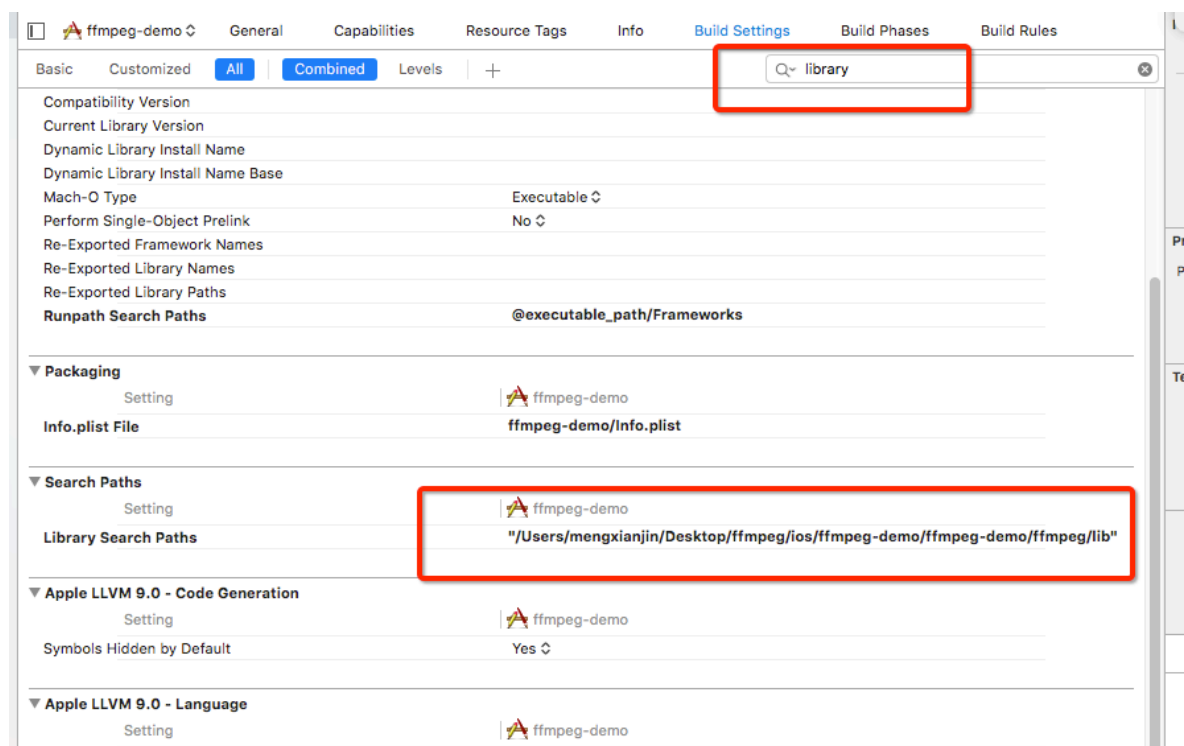 ffmpeg-demo General Capabilities Resource Tags Info Build Settings Build Phases Build Rules
Basic Customized All Combined Levels + library
Compatibility Version
Current Library Version
Dynamic Library Install Name
Dynamic Library Install Name Base
Mach-O Type Executable
Perform Single-Object Prelink No
Re-Exported Framework Names
Re-Exported Library Names
Re-Exported Library Paths
Runpath Search Paths @executable_path/Frameworks
Packaging
Setting ffmpeg-demo
Info.plist File ffmpeg-demo/Info.plist
Search Paths
Setting ffmpeg-demo
Library Search Paths "/Users/mengxianjin/Desktop/ffmpeg/ios/ffmpeg-demo/ffmpeg-demo/ffmpeg/lib"
Apple LLVM 9.0 - Code Generation
Setting ffmpeg-demo
Symbols Hidden by Default Yes
Apple LLVM 9.0 - Language
Setting ffmpeg-demo